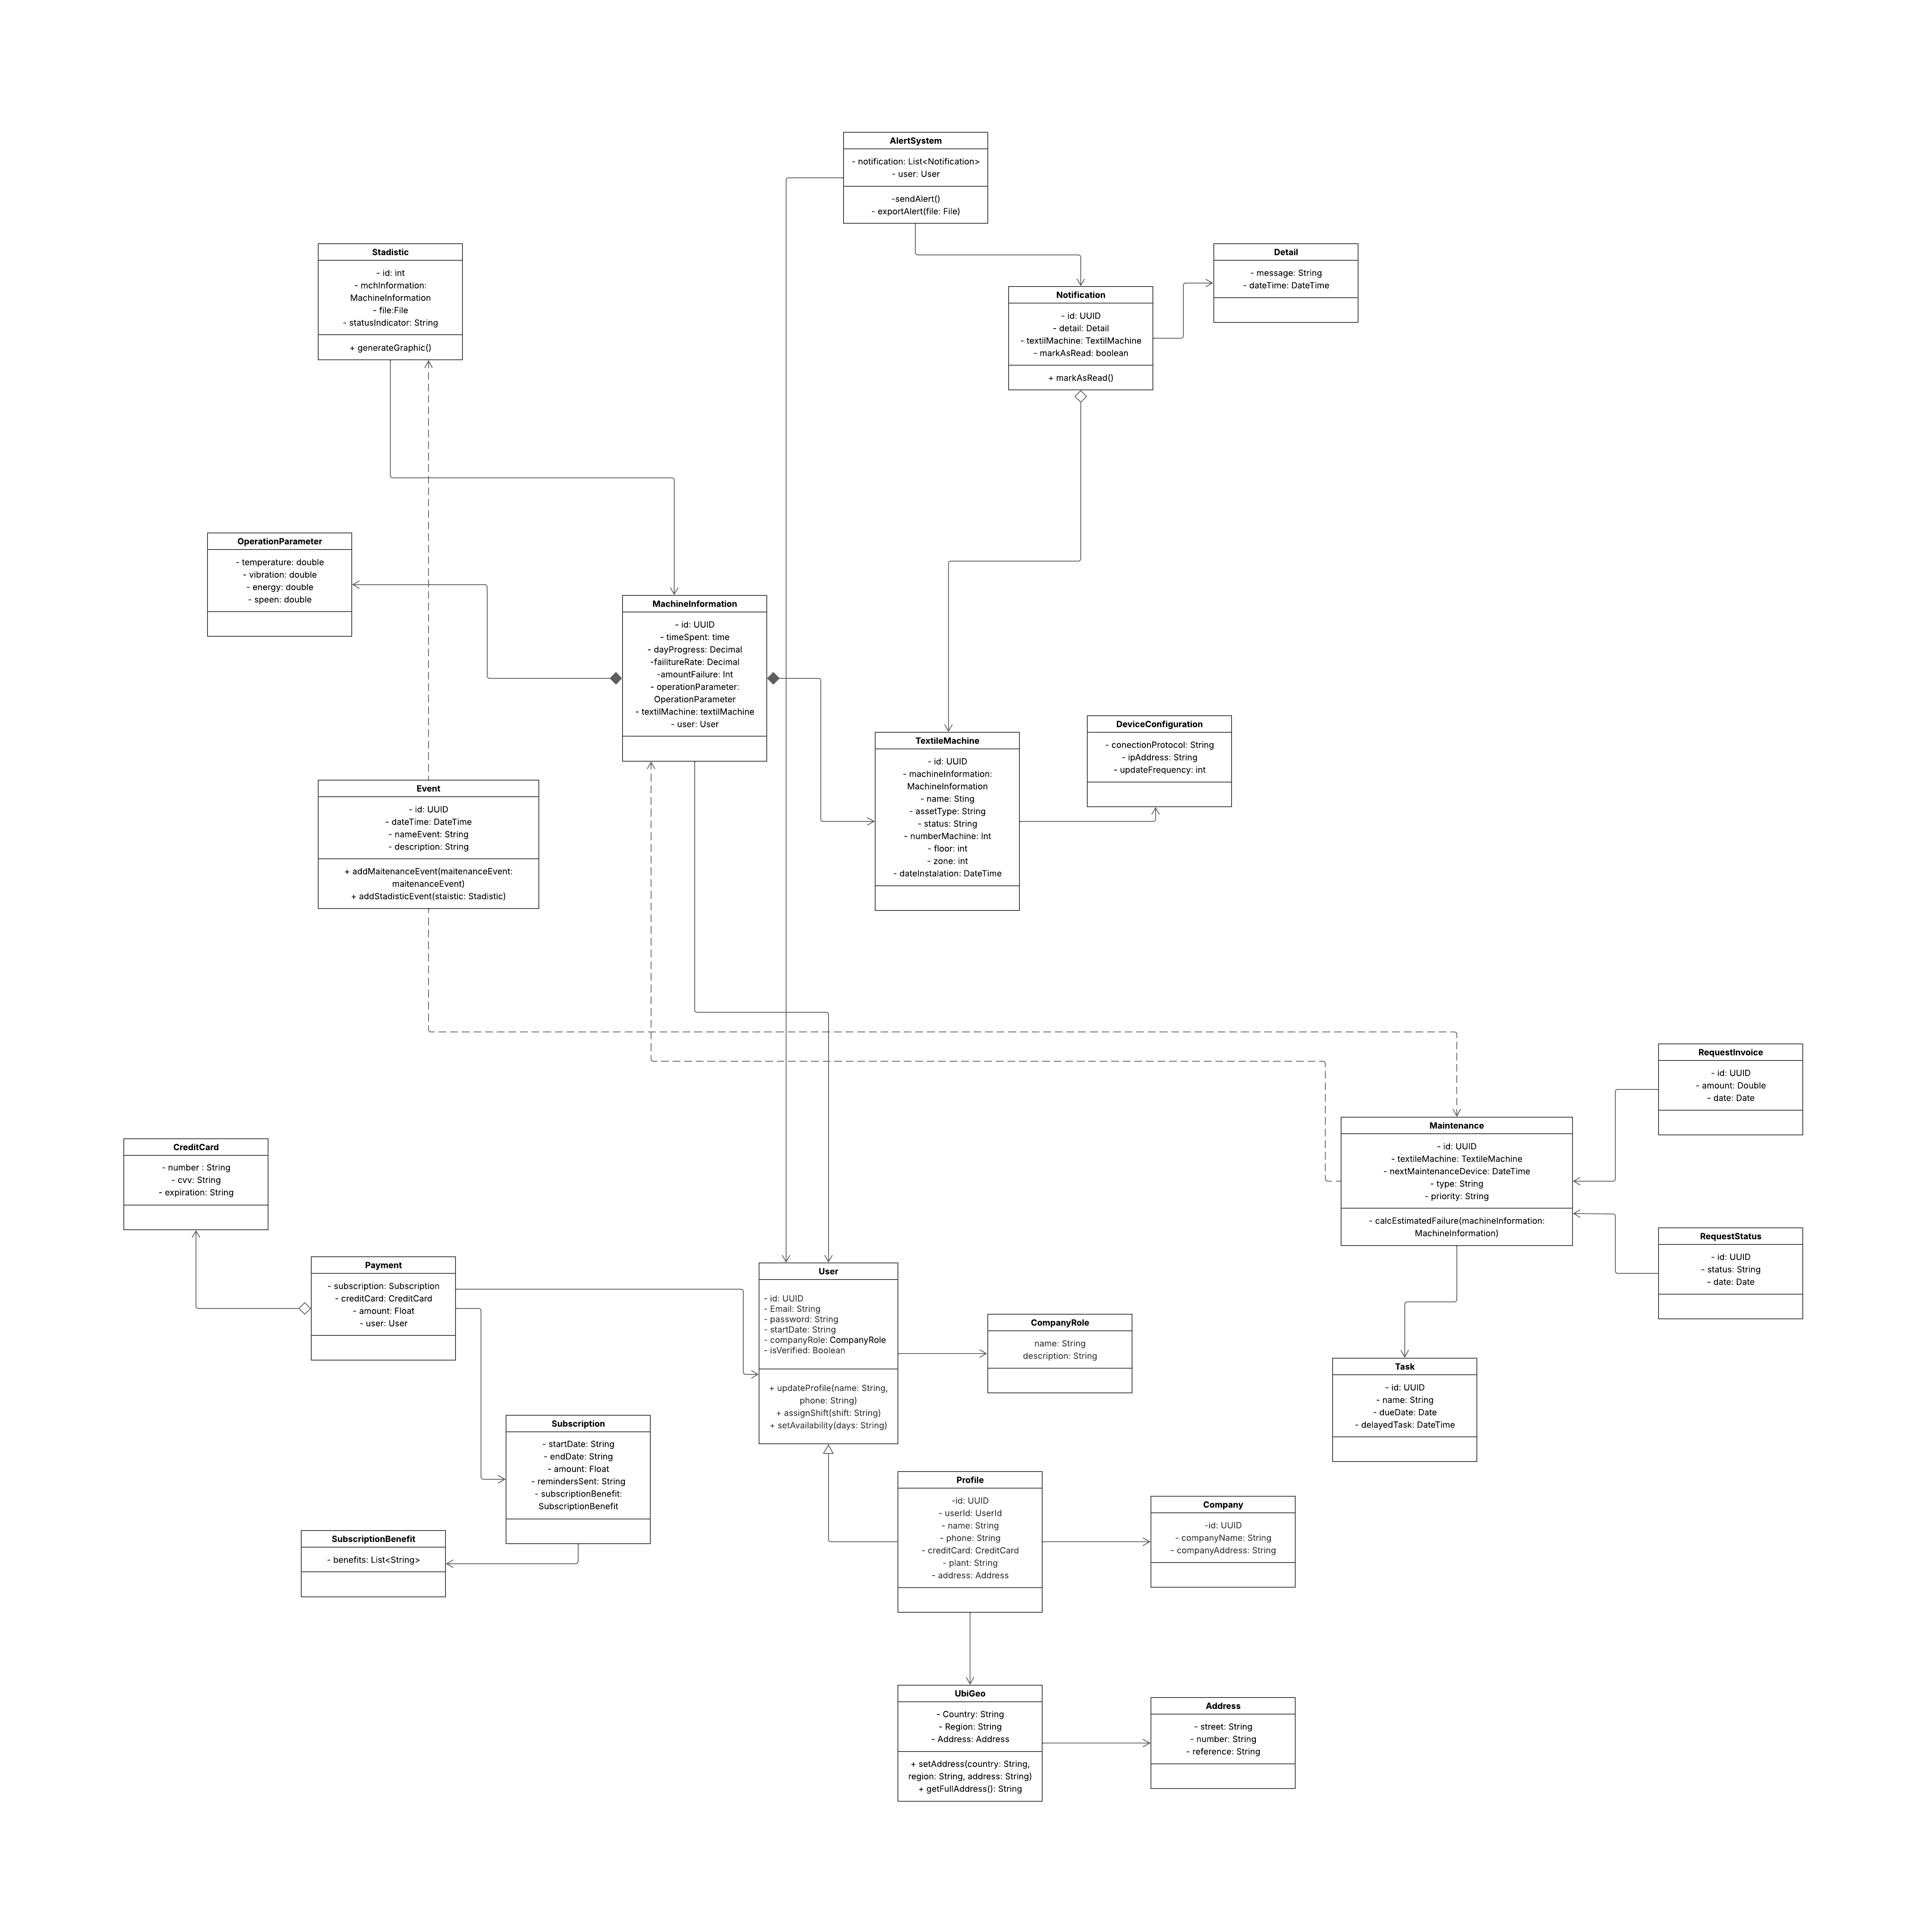 AlertSystem
- notification: List<Notification>
- user: User
-sendAlert()
- exportAlert(file: File)
Stadistic
- id: int
- mchInformation:
MachineInformation
- file:File
- statusIndicator: String
+ generateGraphic()
Detail
- message: String
- dateTime: DateTime
Notification
- id: UUID
- detail: Detail
- textilMachine: TextilMachine
- markAsRead: boolean
+ markAsRead()
OperationParameter
- temperature: double
- vibration: double
- energy: double
- speen: double
MachineInformation
- id: UUID
- timeSpent: time
- dayProgress: Decimal
-failitureRate: Decimal
-amountFailure: Int
- operationParameter:
OperationParameter
- textilMachine: textilMachine
- user: User
TextileMachine
- id: UUID
- machineInformation:
MachineInformation
- name: Sting
- assetType: String
- status: String
- numberMachine: Int
- floor: int
- zone: int
- dateInstalation: DateTime
DeviceConfiguration
- conectionProtocol: String
- ipAddress: String
- updateFrequency: int
Event
- id: UUID
- dateTime: DateTime
- nameEvent: String
- description: String
+ addMaitenanceEvent(maitenanceEvent:
maitenanceEvent)
+ addStadisticEvent(staistic: Stadistic)
RequestInvoice
- id: UUID
- amount: Double
- date: Date
Maintenance
- id: UUID
- textileMachine: TextileMachine
- nextMaintenanceDevice: DateTime
- type: String
- priority: String
- calcEstimatedFailure(machineInformation:
MachineInformation)
RequestStatus
- id: UUID
- status: String
- date: Date
CreditCard
- number : String
- cvv: String
- expiration: String
Payment
- subscription: Subscription
- creditCard: CreditCard
- amount: Float
- user: User
User
- id: UUID
- Email: String
- password: String
- startDate: String
- companyRole: CompanyRole
- isVerified: Boolean
+ updateProfile(name: String,
phone: String)
+ assignShift(shift: String)
+ setAvailability(days: String)
CompanyRole
name: String
description: String
Task
- id: UUID
- name: String
- dueDate: Date
- delayedTask: DateTime
Subscription
- startDate: String
- endDate: String
- amount: Float
- remindersSent: String
- subscriptionBenefit:
SubscriptionBenefit
SubscriptionBenefit
- benefits: List<String>
Profile
-id: UUID
- userId: UserId
- name: String
- phone: String
- creditCard: CreditCard
- plant: String
- address: Address
Company
-id: UUID
- companyName: String
- companyAddress: String
UbiGeo
- Country: String
- Region: String
- Address: Address
+ setAddress(country: String,
region: String, address: String)
+ getFullAddress(): String
Address
- street: String
- number: String
- reference: String